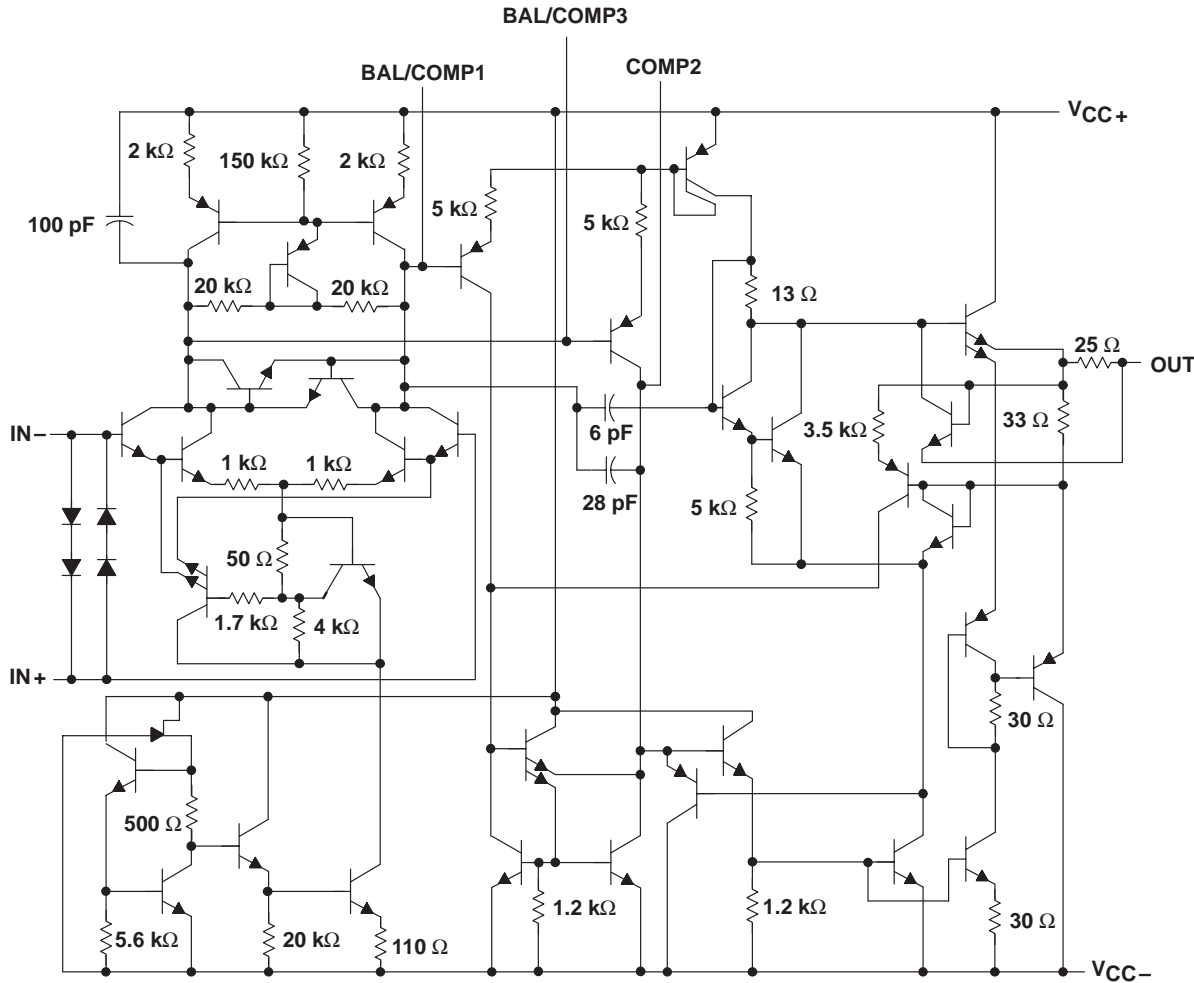 BAL/COMP3
BAL/COMP1
COMP2
VCC+
2 kΩ
150 kΩ
2 kΩ
5 kΩ
5 kΩ
100 pF
20 kΩ
20 kΩ
13 Ω
25 Ω
OUT
IN−
6 pF
3.5 kΩ
33 Ω
1 kΩ
1 kΩ
28 pF
5 kΩ
50 Ω
1.7 kΩ
4 kΩ
IN+
30 Ω
500 Ω
5.6 kΩ
20 kΩ
110 Ω
1.2 kΩ
1.2 kΩ
30 Ω
VCC−